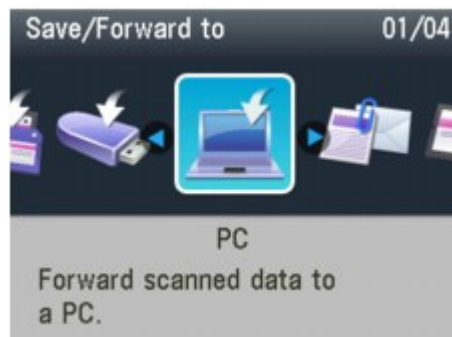 Save/Forward to 01/04
PC
Forward scanned data to
a PC.